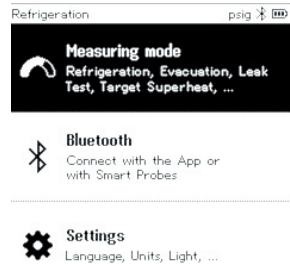 Refrigeration psig
Measuring mode
Refrigeration, Evacuation, Leak
Test, Target Superheat, ...
Bluetooth
Connect with the App or
with Smart Probes
Settings
Language, Units, Light, ...